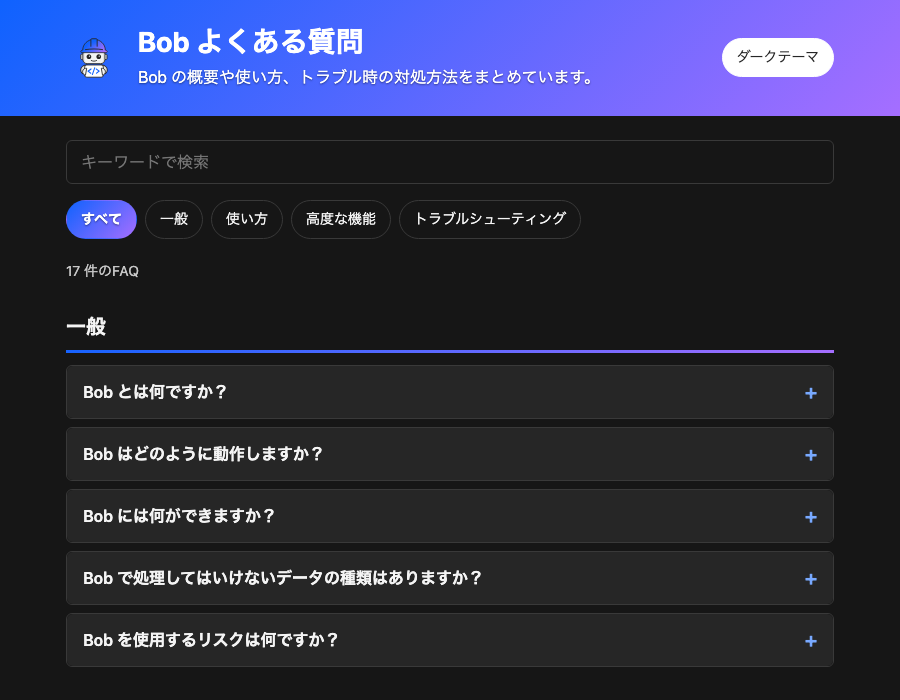 Bob よくある質問
Bob の概要や使い方、トラブル時の対処方法をまとめています。
ダークテーマ
キーワードで検索
すべて
一般
使い方
高度な機能
トラブルシューティング
17 件のFAQ
一般
Bob とは何ですか？
+
Bob はどのように動作しますか？
+
Bob には何ができますか？
+
Bob で処理してはいけないデータの種類はありますか？
+
Bob を使用するリスクは何ですか？
+